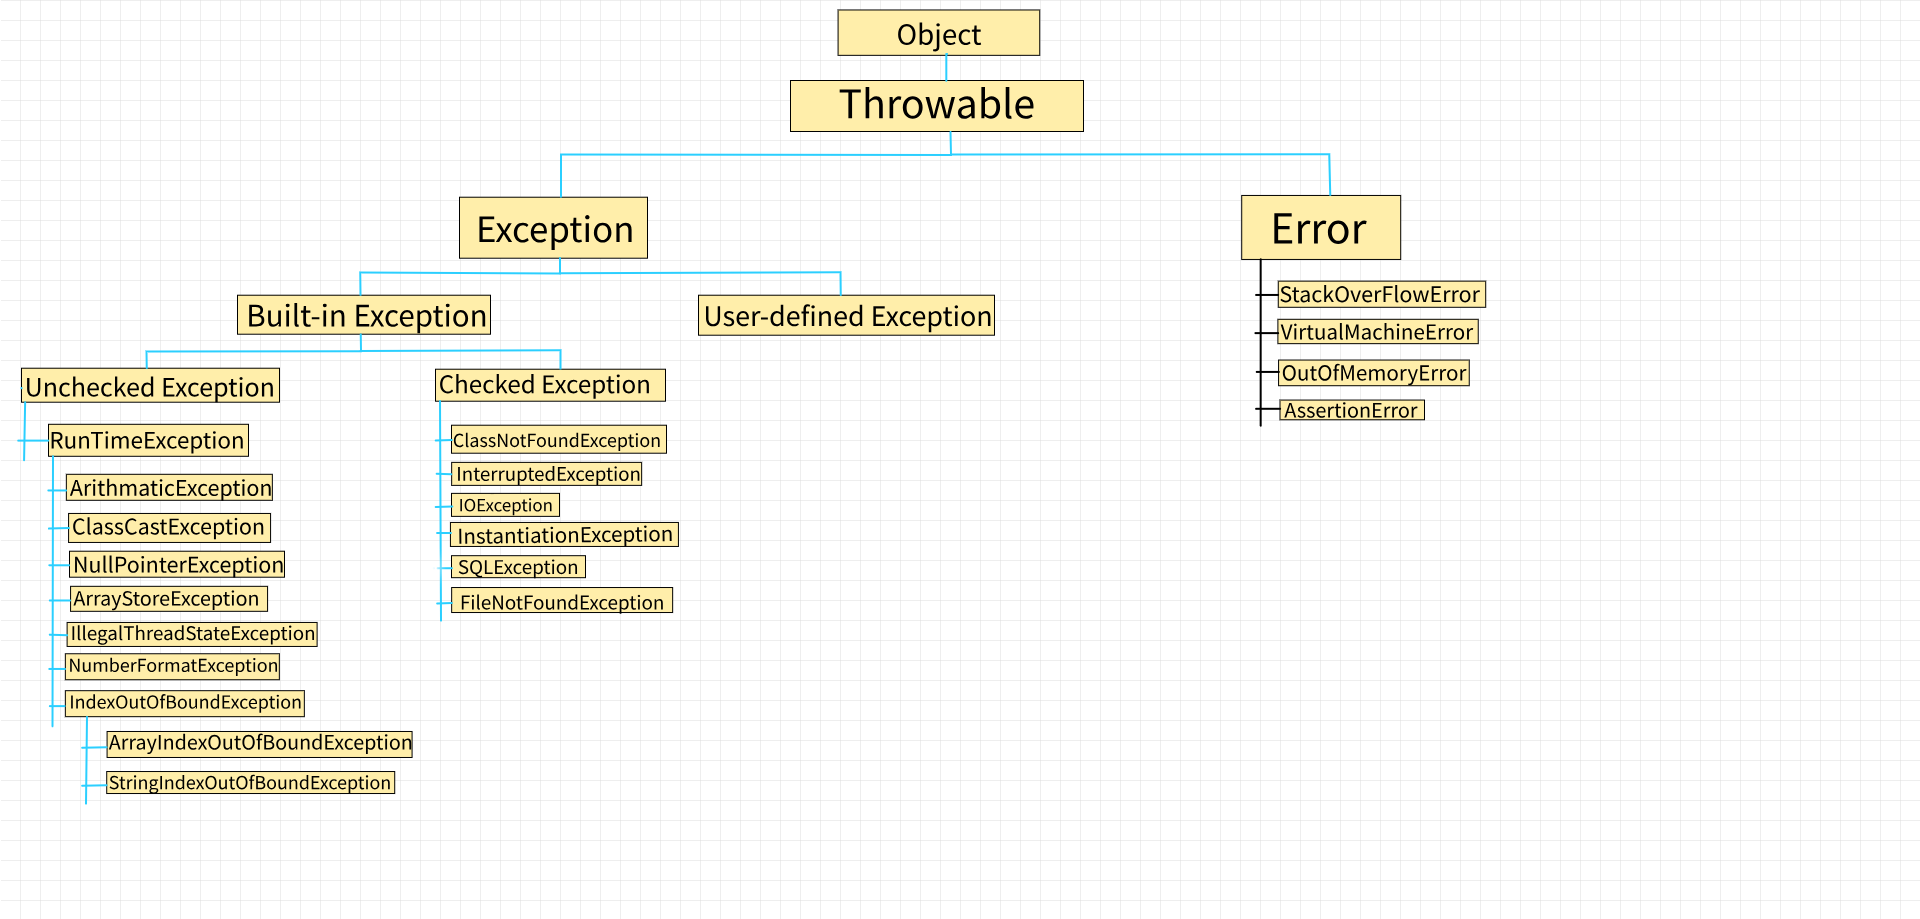 Object
Throwable
Exception
Error
Built-in Exception
User-defined Exception
Unchecked Exception
Checked Exception
RunTimeException
ArithmaticException
ClassCastException
NullPointerException
ArrayStoreException
IllegalThreadStateException
NumberFormatException
IndexOutOfBoundException
ArrayIndexOutOfBoundException
StringIndexOutOfBoundException
ClassNotFoundException
InterruptedException
IOException
InstantiationException
SQLException
FileNotFoundException
StackOverFlowError
VirtualMachineError
OutOfMemoryError
AssertionError